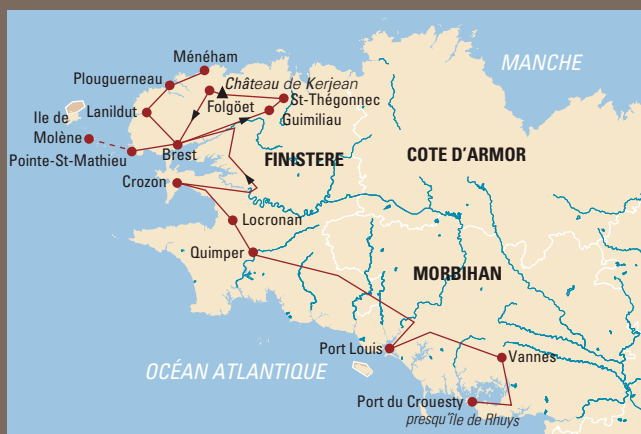 MANCHE
Ménéham
Plouguerneau
Château de Kerjean
Folgöet
St-Thégonnec
Lanildut
Guimiliau
Ile de
Molène
Brest
Pointe-St-Mathieu
FINISTERE
COTE D'ARMOR
Crozon
Locronan
Quimper
MORBIHAN
Port Louis
Vannes
OCÉAN ATLANTIQUE
Port du Crouesty
presqu'île de Rhuys